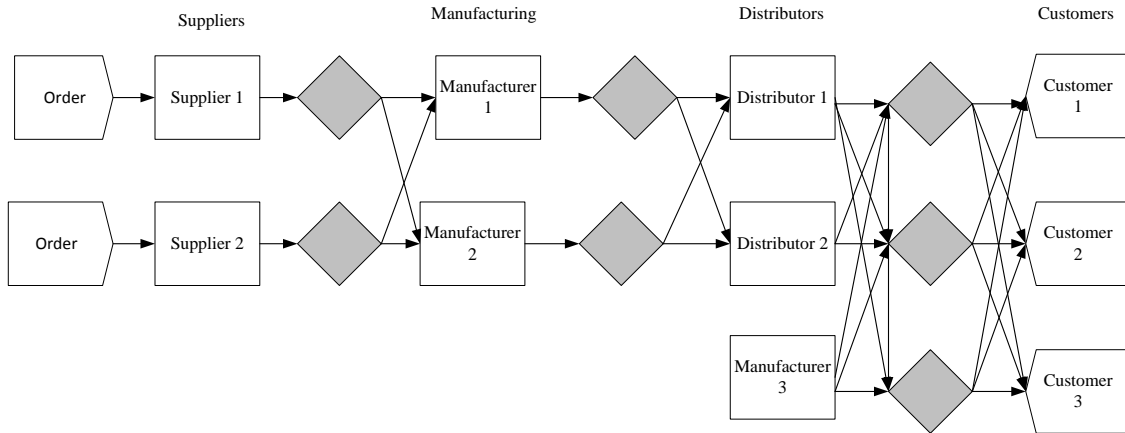 Suppliers
Manufacturing
Distributors
Customers
Order
Supplier 1
Manufacturer
1
Distributor 1
Customer
1
Order
Supplier 2
Manufacturer
2
Distributor 2
Customer
2
Manufacturer
3
Customer
3